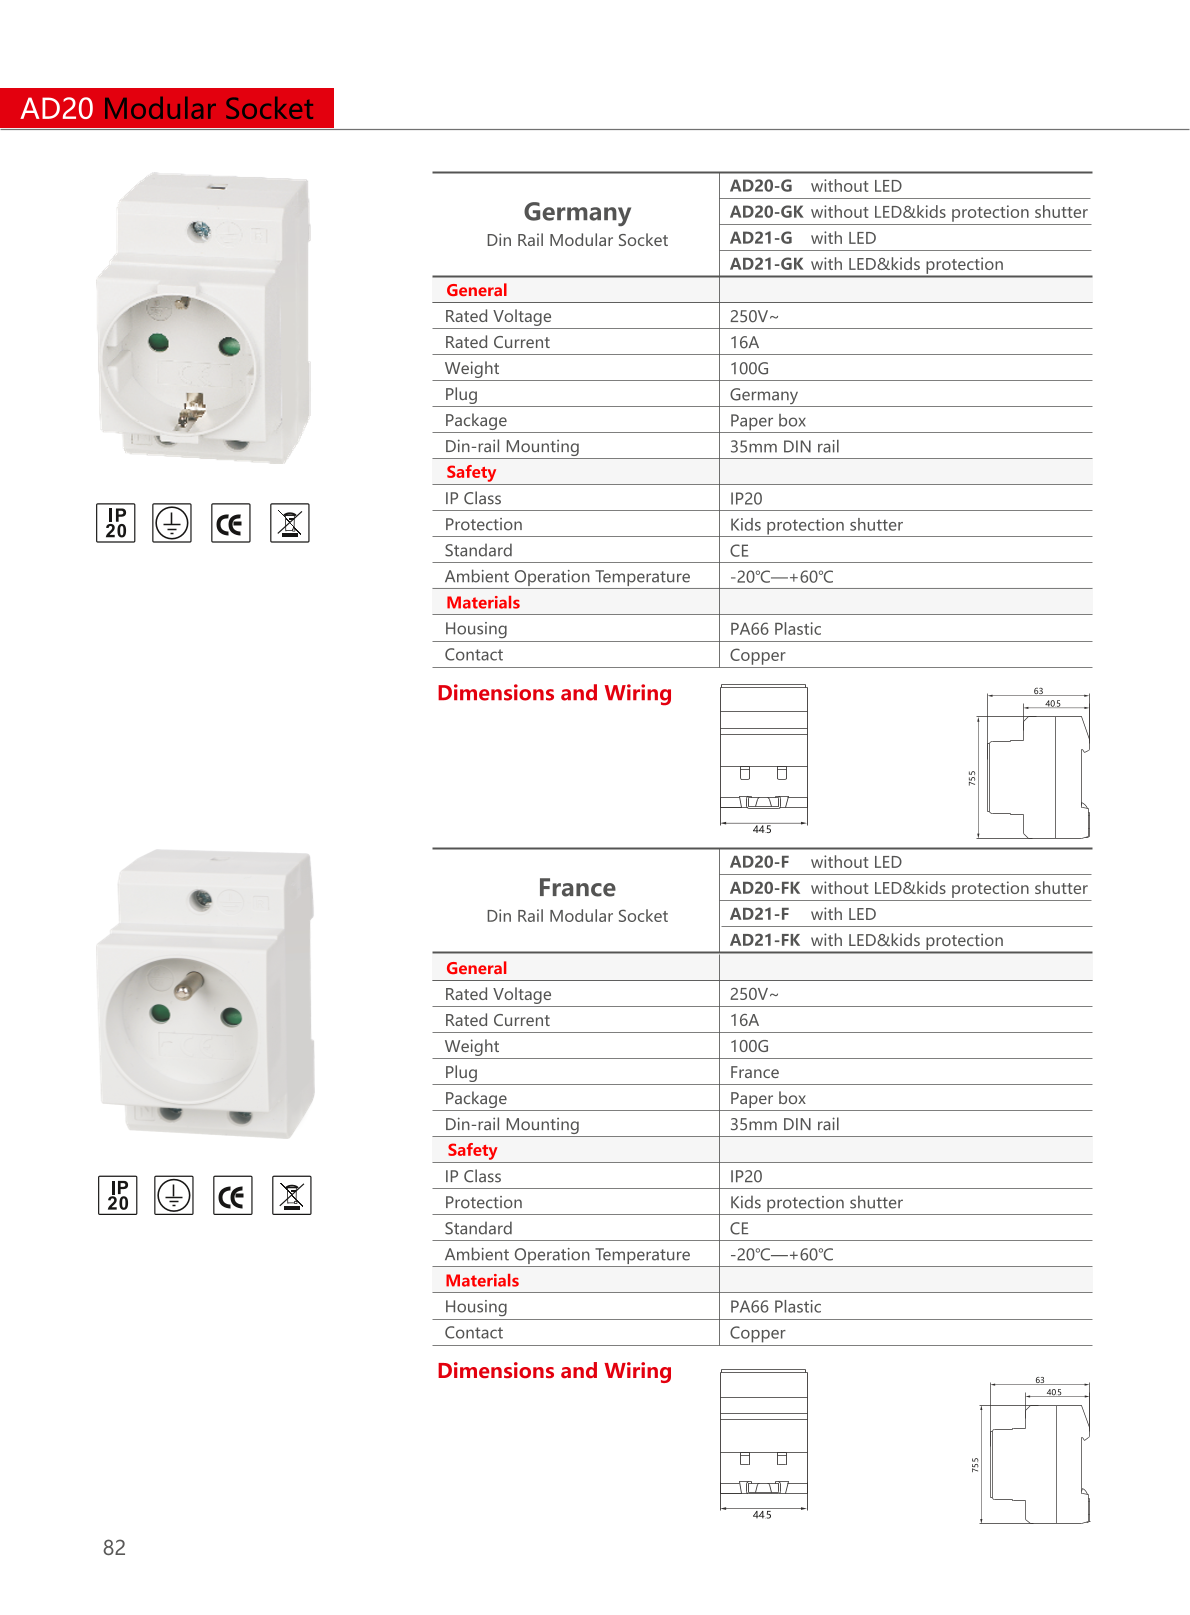 AD20 Modular Socket
Germany
Din Rail Modular Socket
AD20-G without LED
AD20-GK without LED&kids protection shutter
AD21-G with LED
AD21-GK with LED&kids protection
General
Rated Voltage 250V~
Rated Current 16A
Weight 100G
Plug Germany
Package Paper box
Din-rail Mounting 35mm DIN rail
Safety
IP Class IP20
Protection Kids protection shutter
Standard CE
Ambient Operation Temperature -20℃—+60℃
Materials
Housing PA66 Plastic
Contact Copper
IP
20
CE
Dimensions and Wiring
63
40.5
75.5
44.5
France
Din Rail Modular Socket
AD20-F without LED
AD20-FK without LED&kids protection shutter
AD21-F with LED
AD21-FK with LED&kids protection
General
Rated Voltage 250V~
Rated Current 16A
Weight 100G
Plug France
Package Paper box
Din-rail Mounting 35mm DIN rail
Safety
IP Class IP20
Protection Kids protection shutter
Standard CE
Ambient Operation Temperature -20℃—+60℃
Materials
Housing PA66 Plastic
Contact Copper
IP
20
CE
Dimensions and Wiring
63
40.5
75.5
44.5
82